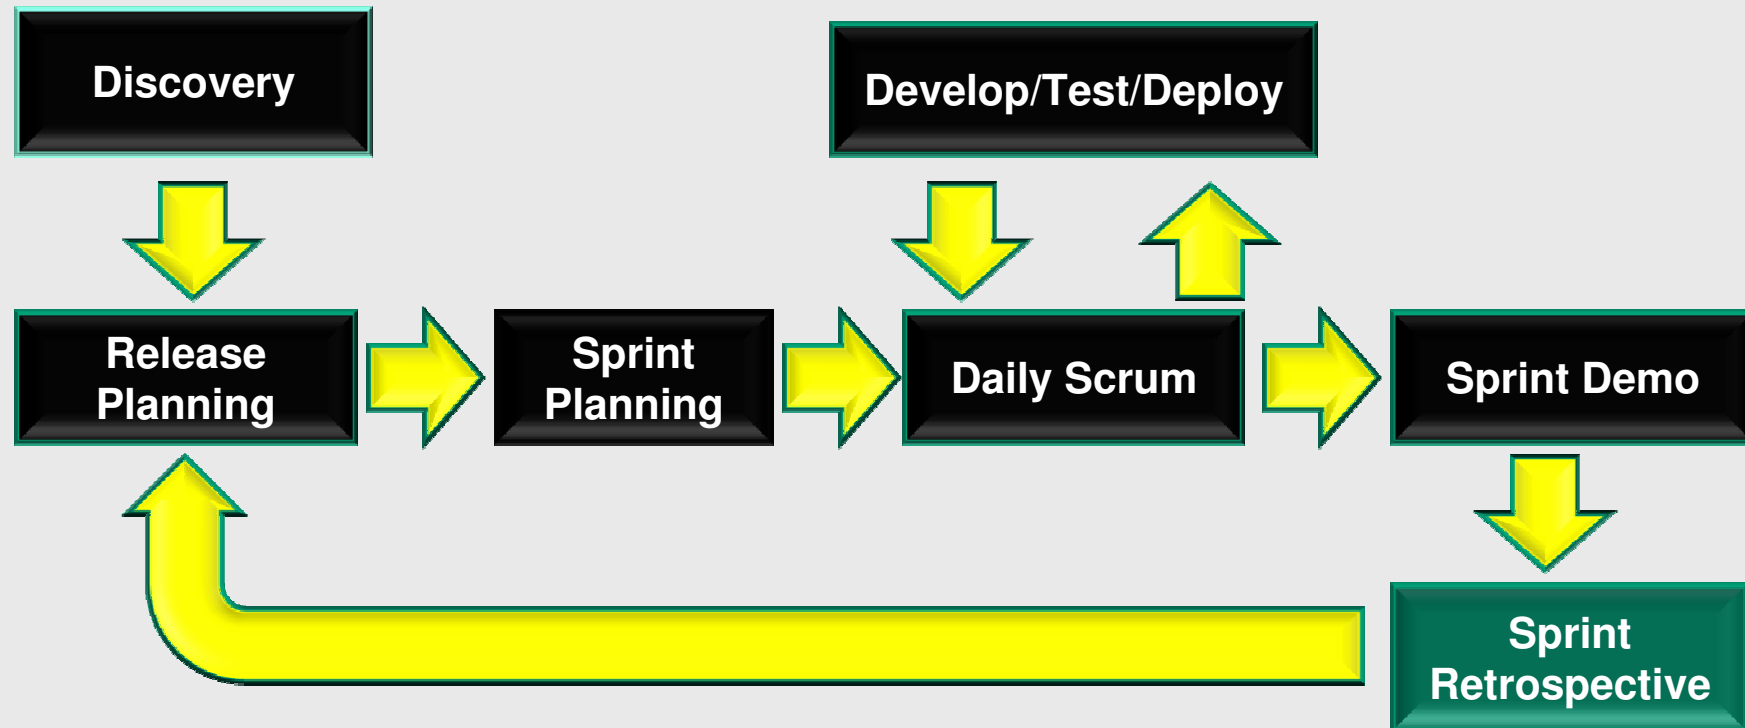 Discovery
Develop/Test/Deploy
Release
Planning
Sprint
Planning
Daily Scrum
Sprint Demo
Sprint
Retrospective